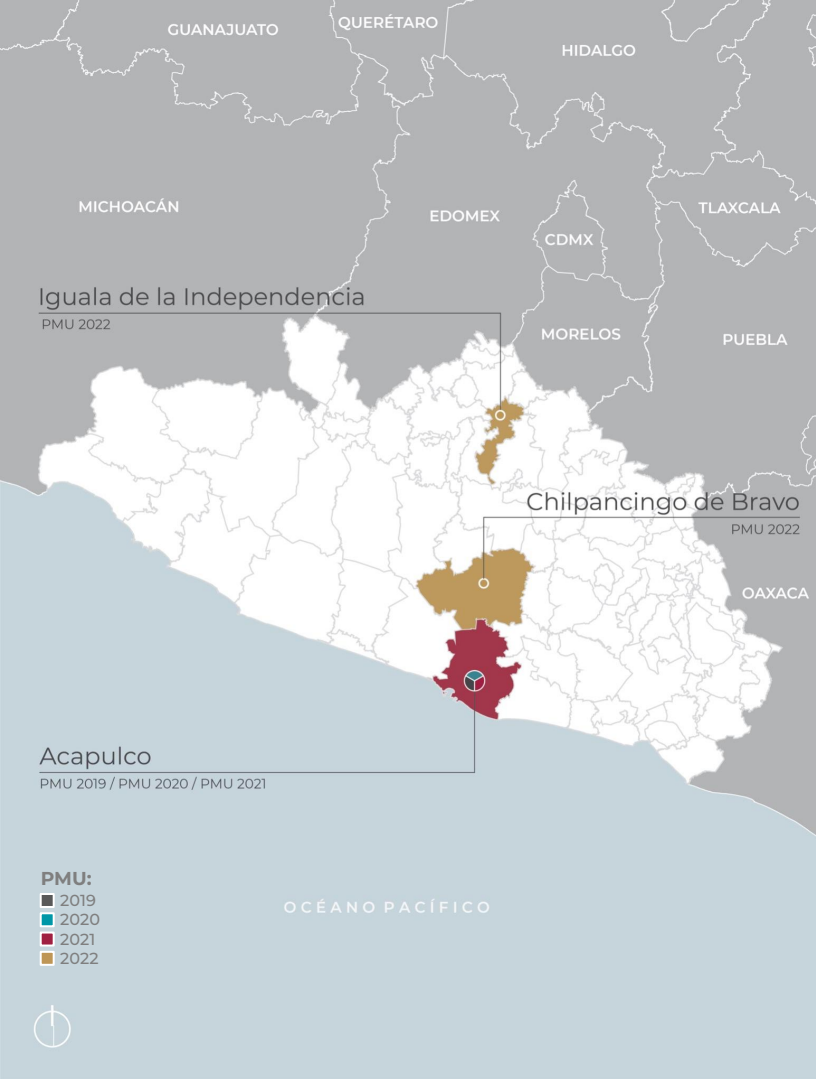 GUANAJUATO
QUERÉTARO
HIDALGO
MICHOACÁN
EDOMEX
TLAXCALA
CDMX
Iguala de la Independencia
PMU 2022
MORELOS
PUEBLA
Chilpancingo de Bravo
PMU 2022
OAXACA
Acapulco
PMU 2019 / PMU 2020 / PMU 2021
PMU:
2019
2020
2021
2022
OCÉANO PACÍFICO